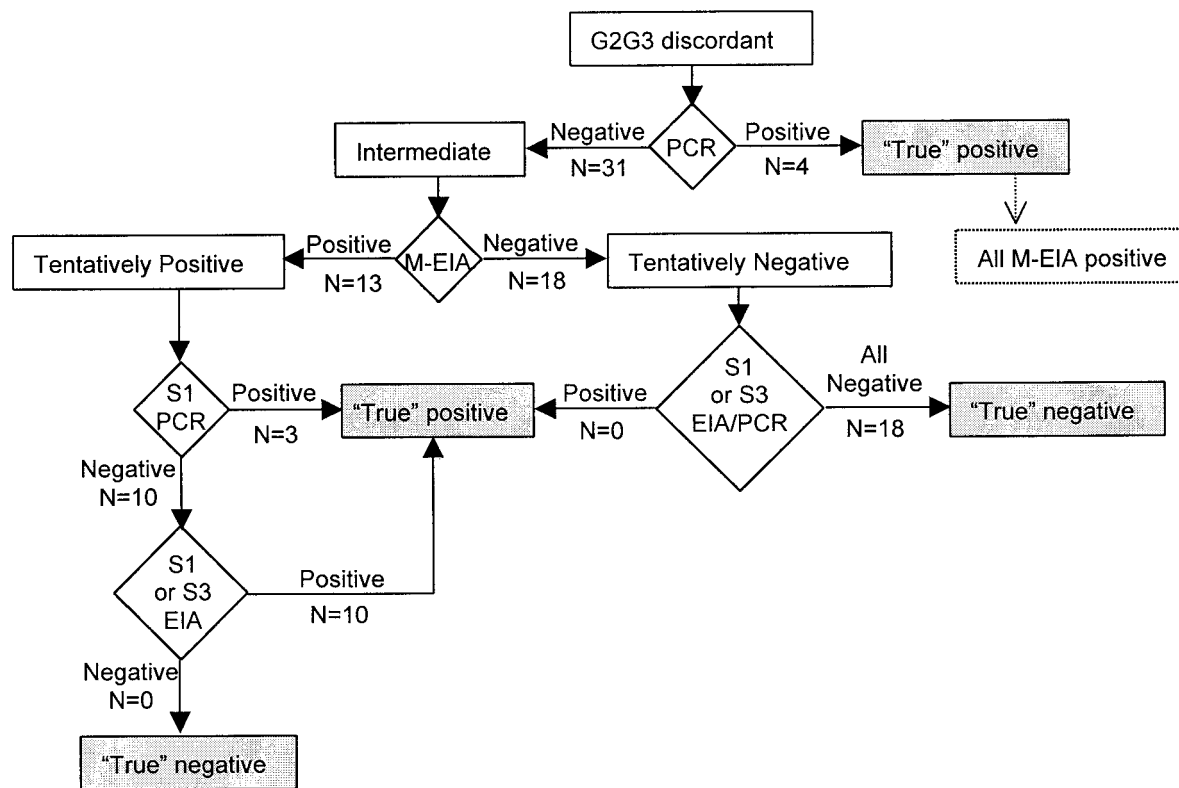 G2G3 discordant
Negative
Positive
Intermediate
PCR
“True” positive
N=31
N=4
Positive
Negative
Tentatively Positive
M-EIA
Tentatively Negative
All M-EIA positive
N=13
N=18
S1
PCR
Positive
N=3
“True” positive
Positive
N=0
S1
or S3
EIA/PCR
All
Negative
N=18
“True” negative
Negative
N=10
S1
or S3
EIA
Positive
N=10
Negative
N=0
“True” negative